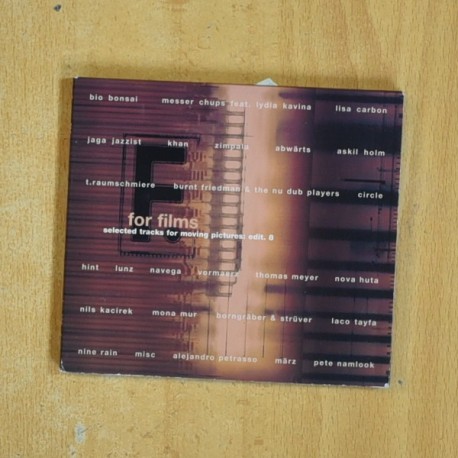 bio bonsai messer chups feat. lydia kavina lisa carbon
jaga jazzist khan zimpala abwärts askil holm
t.raumschmiere burnt friedman & the nu dub players circle
F.
for films
selected tracks for moving pictures: edit. 8
hint lunz navega vormaerz thomas meyer nova huta
nils kacirek mona mur borngräber & strüver laco tayfa
nine rain misc alejandro petrosso märz pete namlook